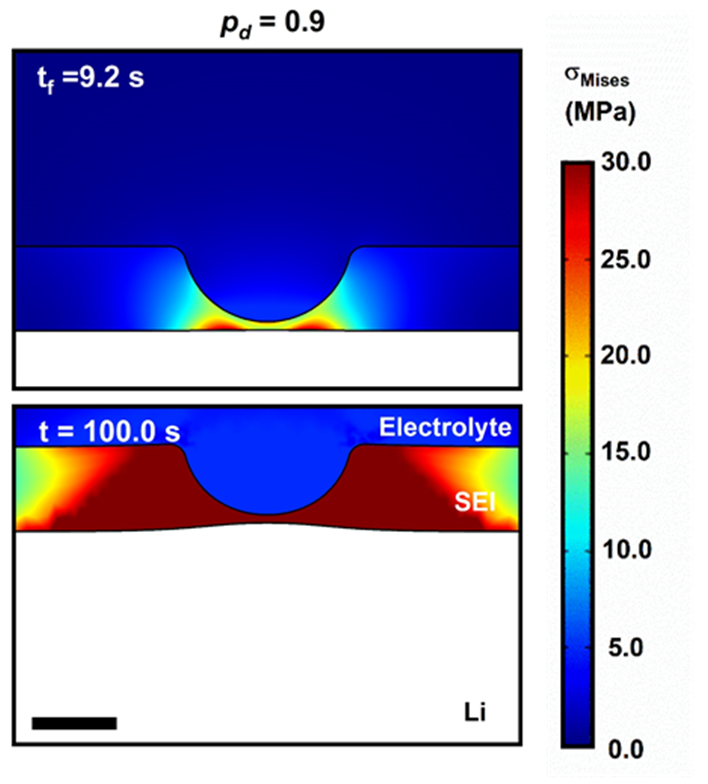 p_d = 0.9
t_f =9.2 s
t = 100.0 s
Electrolyte
SEI
Li
σ_Mises
(MPa)
30.0
25.0
20.0
15.0
10.0
5.0
0.0